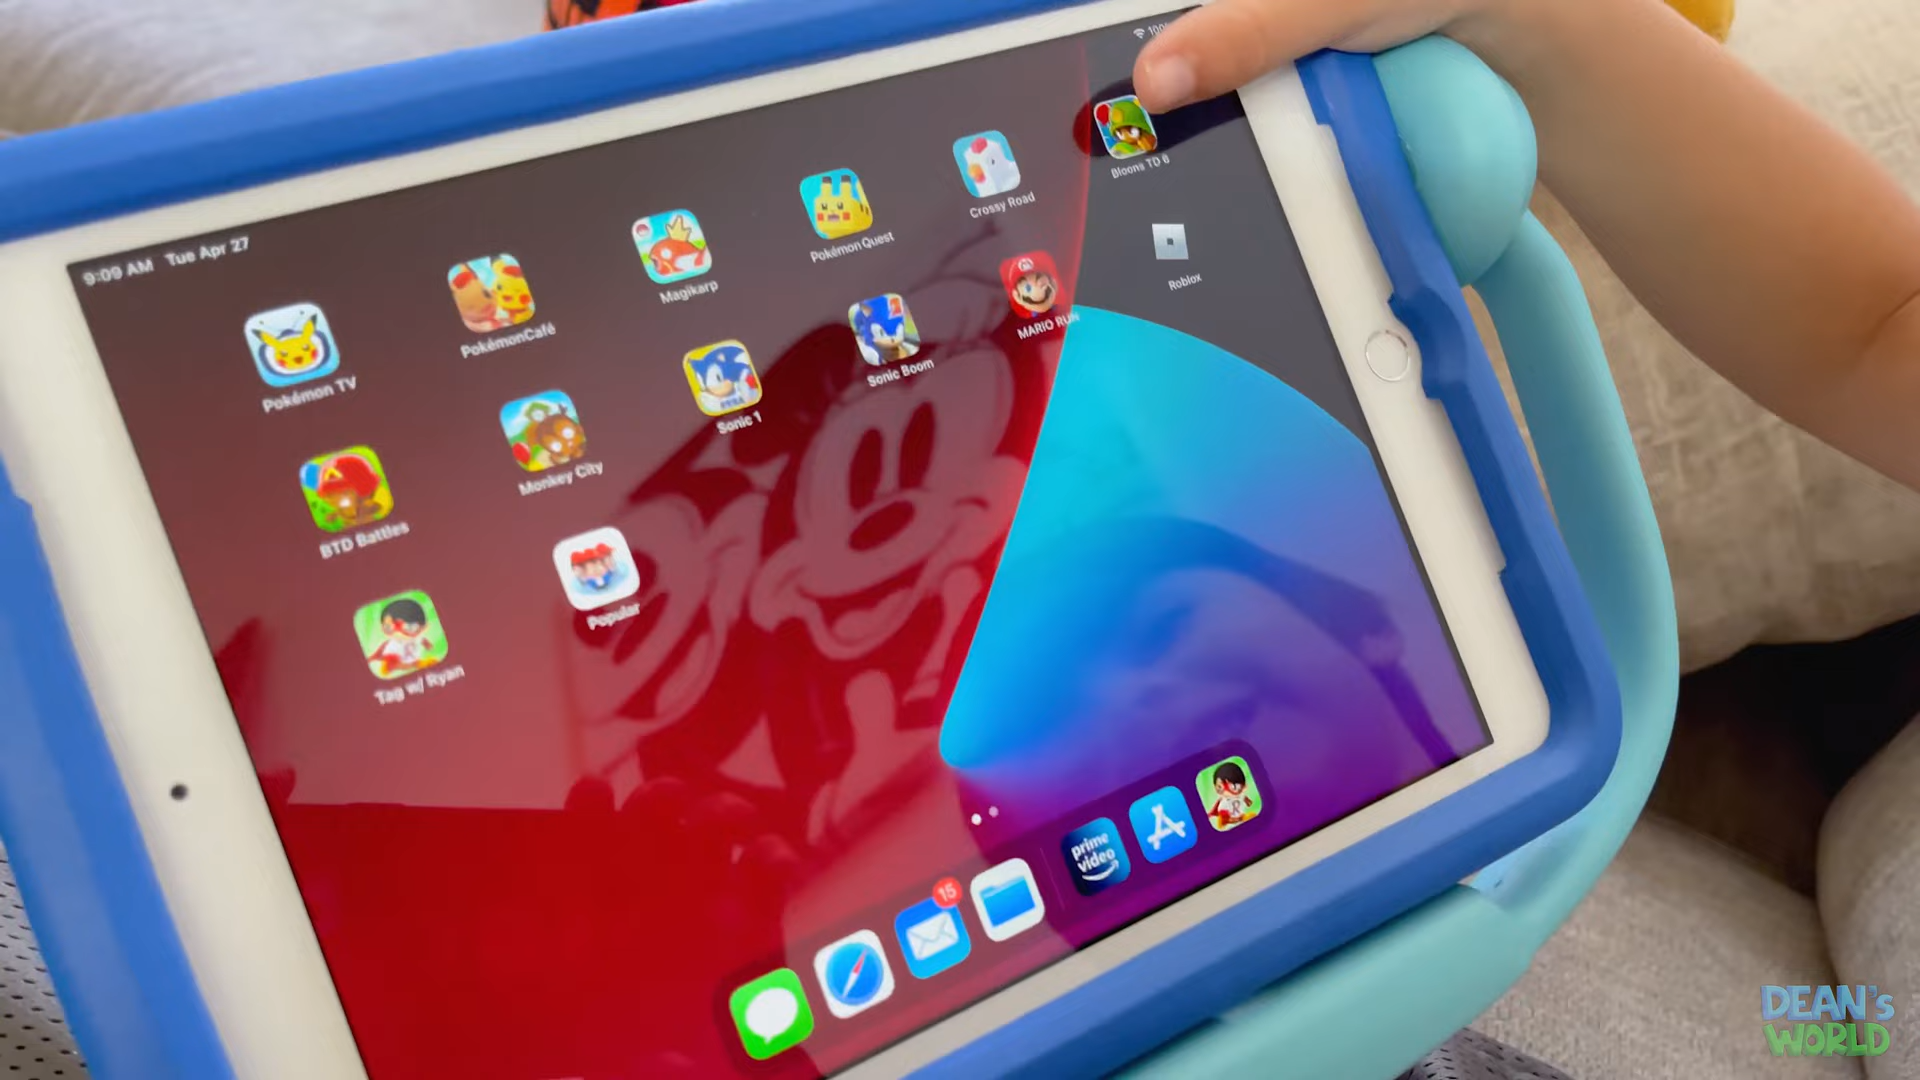 9:09 AM Tue Apr 27
100%
Pokémon TV
PokémonCafé
Magikarp
Pokémon Quest
Crossy Road
Bloons TD 6
BTD Battles
Monkey City
Sonic 1
Sonic Boom
MARIO RUN
Roblox
Tag w/ Ryan
Popular
15
prime
video
DEAN'S
WORLD